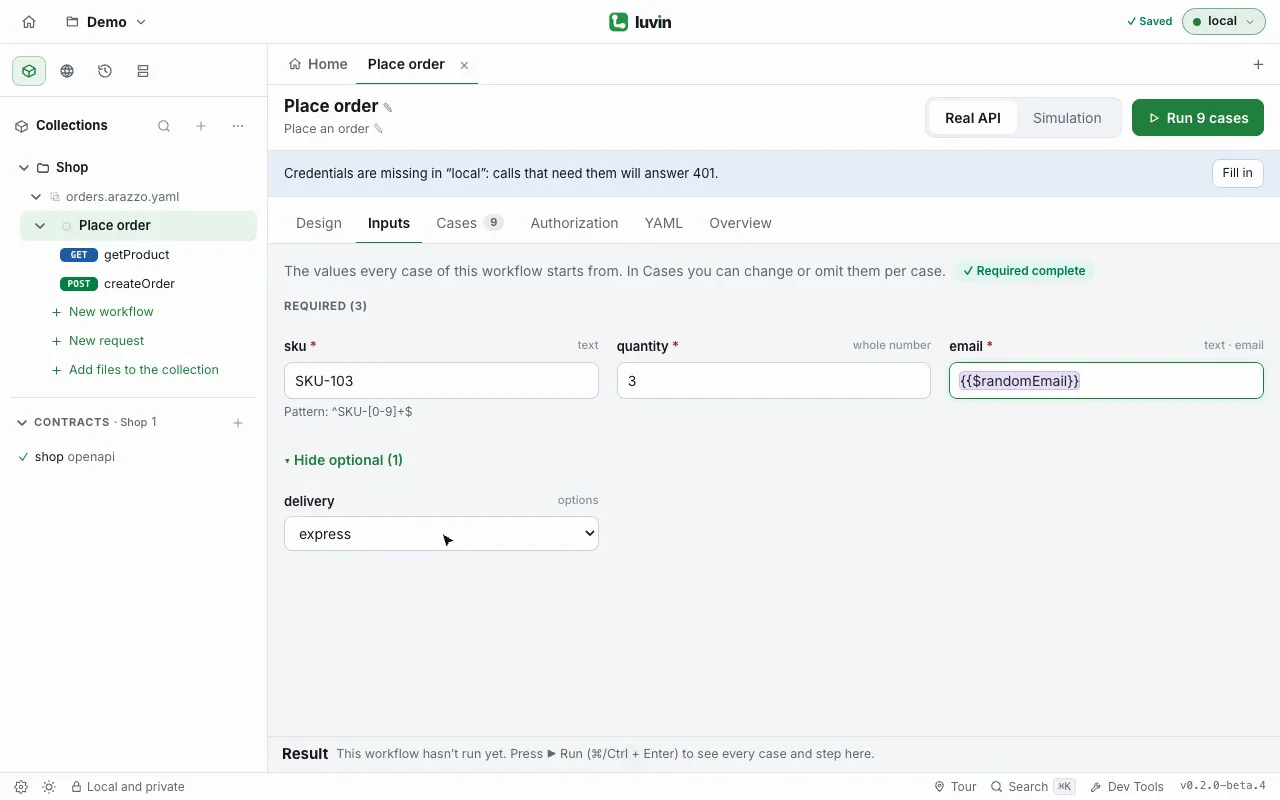 Demo
luvin
Saved
local
Collections
Shop
orders.arazzo.yaml
Place order
GET getProduct
POST createOrder
+ New workflow
+ New request
+ Add files to the collection
CONTRACTS · Shop 1
shop openapi
Home
Place order
Place order
Place an order
Real API
Simulation
Run 9 cases
Credentials are missing in “local”: calls that need them will answer 401.
Fill in
Design
Inputs
Cases 9
Authorization
YAML
Overview
The values every case of this workflow starts from. In Cases you can change or omit them per case.
✓ Required complete
REQUIRED (3)
sku * text
SKU-103
Pattern: ^SKU-[0-9]+$
quantity * whole number
3
email * text · email
{{$randomEmail}}
▾ Hide optional (1)
delivery options
express
Result This workflow hasn’t run yet. Press ▶ Run (⌘/Ctrl + Enter) to see every case and step here.
Local and private
Tour
Search ⌘K
Dev Tools
v0.2.0-beta.4